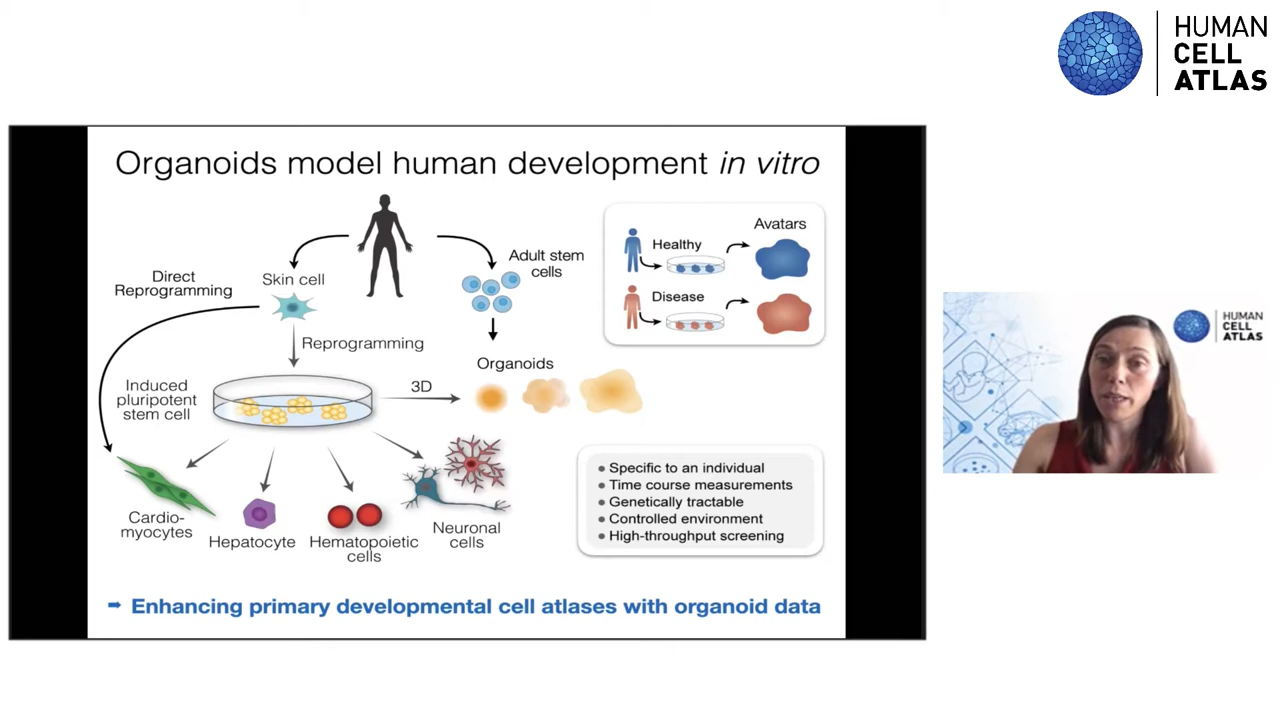 HUMAN
CELL
ATLAS
Organoids model human development in vitro
Avatars
Healthy
Disease
Adult stem
cells
Skin cell
Direct
Reprogramming
Reprogramming
Organoids
3D
Induced
pluripotent
stem cell
Cardio-
myocytes
Hepatocyte
Hematopoietic
cells
Neuronal
cells
• Specific to an individual
• Time course measurements
• Genetically tractable
• Controlled environment
• High-throughput screening
➡ Enhancing primary developmental cell atlases with organoid data
HUMAN
CELL
ATLAS